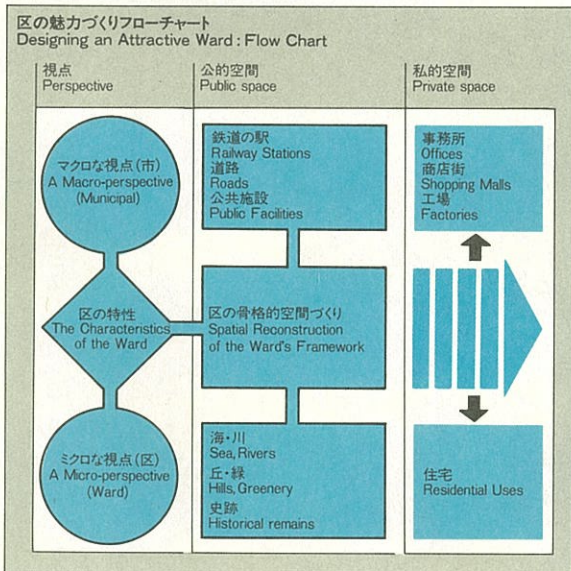 区の魅力づくりフローチャート
Designing an Attractive Ward : Flow Chart
視点
Perspective
公的空間
Public space
私的空間
Private space
マクロな視点(市)
A Macro-perspective
(Municipal)
区の特性
The Characteristics
of the Ward
ミクロな視点(区)
A Micro-perspective
(Ward)
鉄道の駅
Railway Stations
道路
Roads
公共施設
Public Facilities
区の骨格的空間づくり
Spatial Reconstruction
of the Ward's Framework
海・川
Sea, Rivers
丘・緑
Hills, Greenery
史跡
Historical remains
事務所
Offices
商店街
Shopping Malls
工場
Factories
住宅
Residential Uses